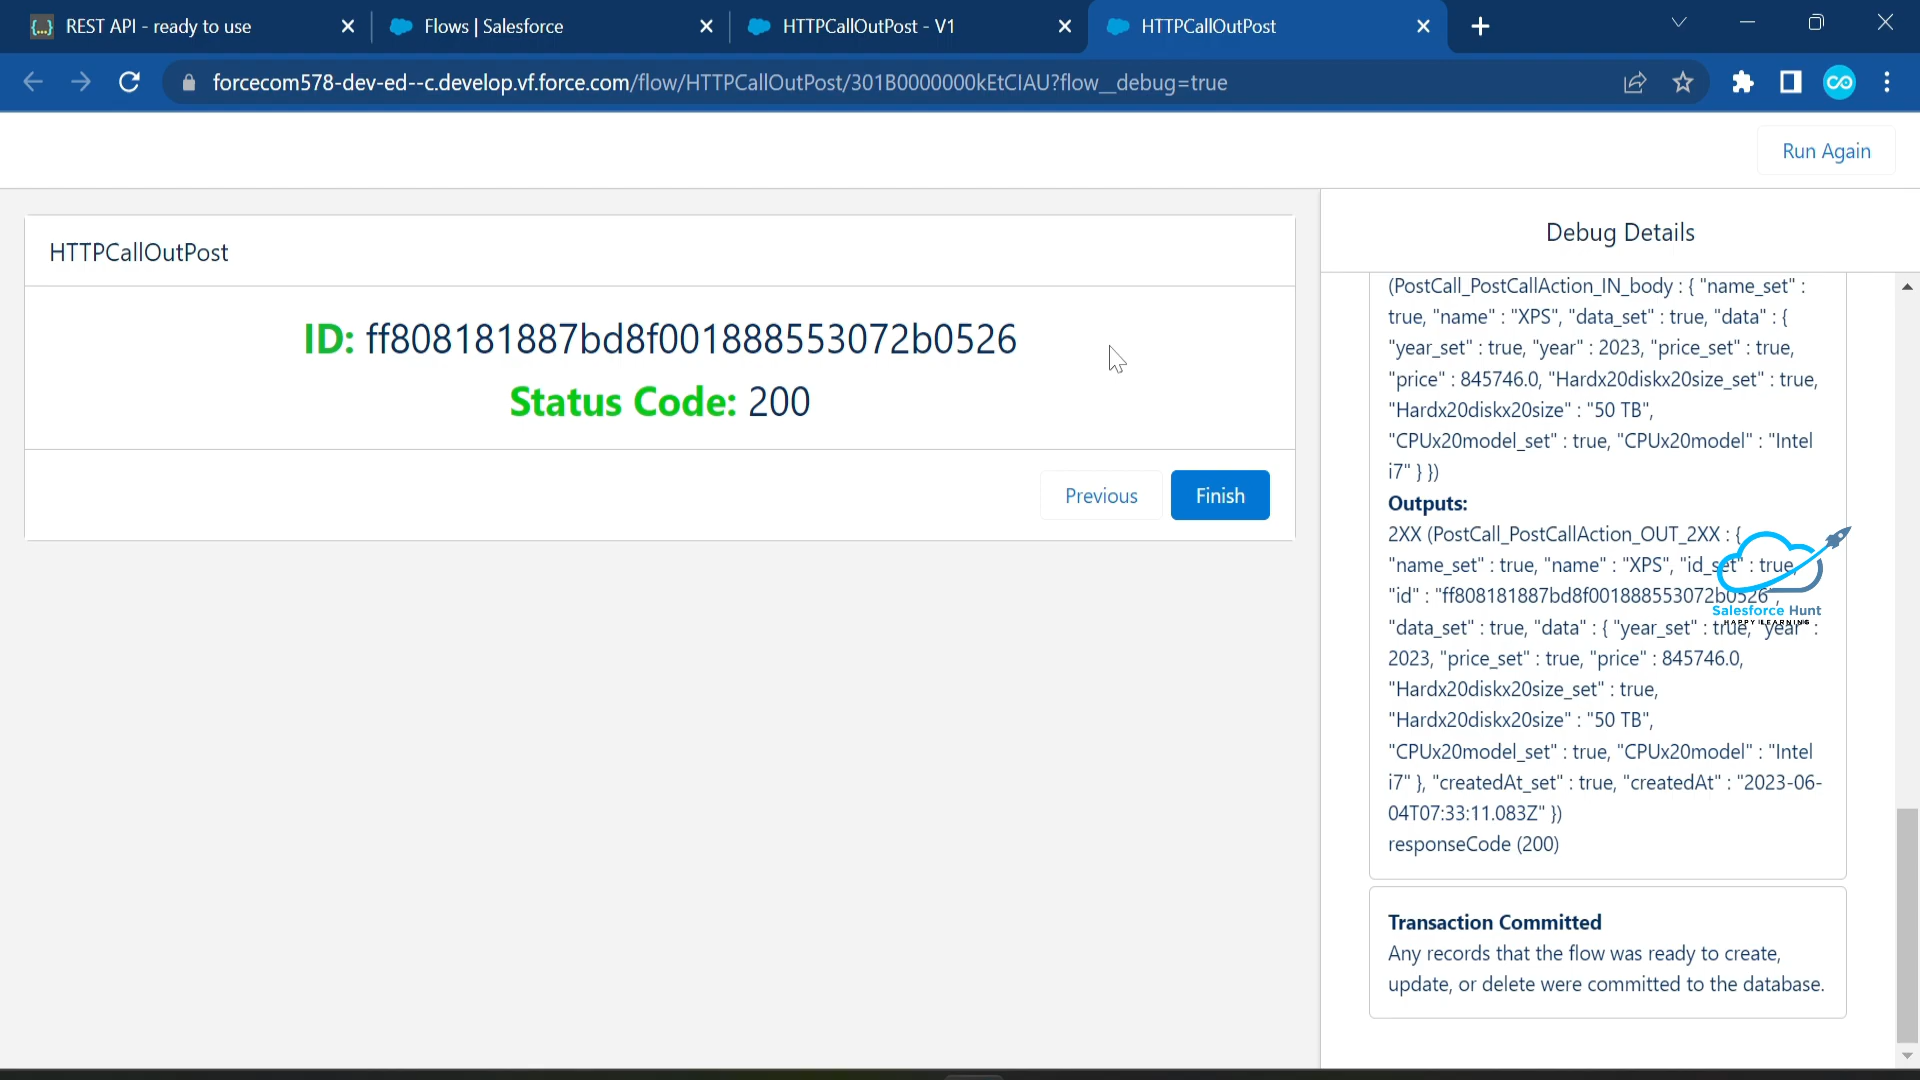 REST API - ready to use
Flows | Salesforce
HTTPCallOutPost - V1
HTTPCallOutPost
forcecom578-dev-ed--c.develop.vf.force.com/flow/HTTPCallOutPost/301B0000000kEtCIAU?flow__debug=true
Run Again
HTTPCallOutPost
ID: ff808181887bd8f001888553072b0526
Status Code: 200
Previous
Finish
Debug Details
(PostCall_PostCallAction_IN_body : { "name_set" :
true, "name" : "XPS", "data_set" : true, "data" : {
"year_set" : true, "year" : 2023, "price_set" : true,
"price" : 845746.0, "Hardx20diskx20size_set" : true,
"Hardx20diskx20size" : "50 TB",
"CPUx20model_set" : true, "CPUx20model" : "Intel
i7" } })
Outputs:
2XX (PostCall_PostCallAction_OUT_2XX : {
"name_set" : true, "name" : "XPS", "id_set" : true,
"id" : "ff808181887bd8f001888553072b0526",
"data_set" : true, "data" : { "year_set" : true, "year" :
2023, "price_set" : true, "price" : 845746.0,
"Hardx20diskx20size_set" : true,
"Hardx20diskx20size" : "50 TB",
"CPUx20model_set" : true, "CPUx20model" : "Intel
i7" }, "createdAt_set" : true, "createdAt" : "2023-06-
04T07:33:11.083Z" })
responseCode (200)
Salesforce Hunt
HAPPY LEARNING
Transaction Committed
Any records that the flow was ready to create,
update, or delete were committed to the database.